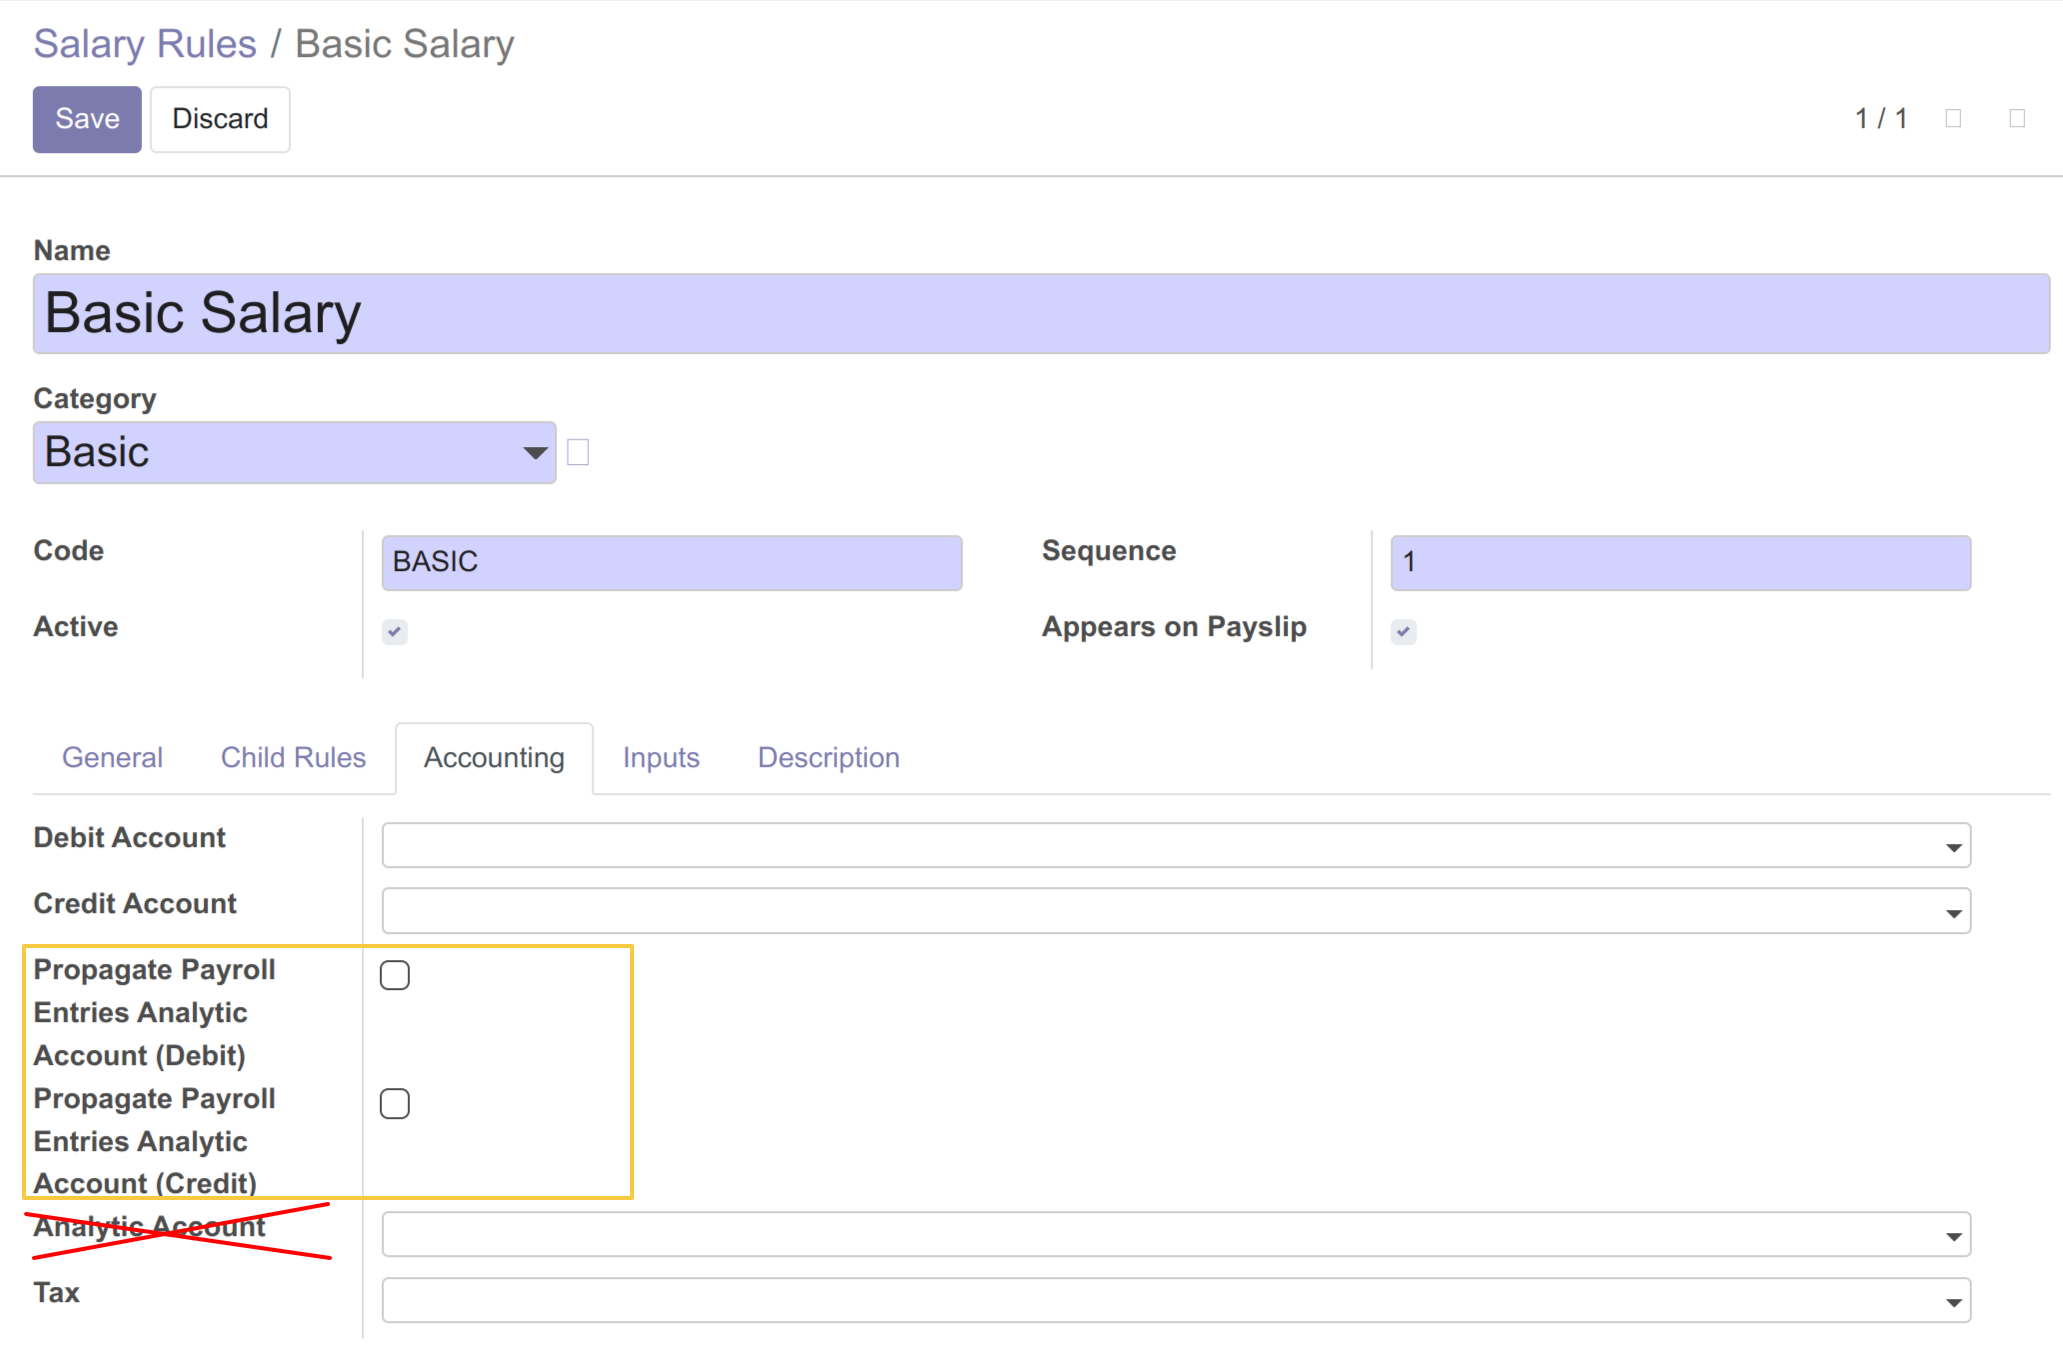 Salary Rules / Basic Salary
Save Discard 1 / 1
Name
Basic Salary
Category
Basic
Code BASIC Sequence 1
Active Appears on Payslip
General Child Rules Accounting Inputs Description
Debit Account
Credit Account
Propagate Payroll
Entries Analytic
Account (Debit)
Propagate Payroll
Entries Analytic
Account (Credit)
Analytic Account
Tax